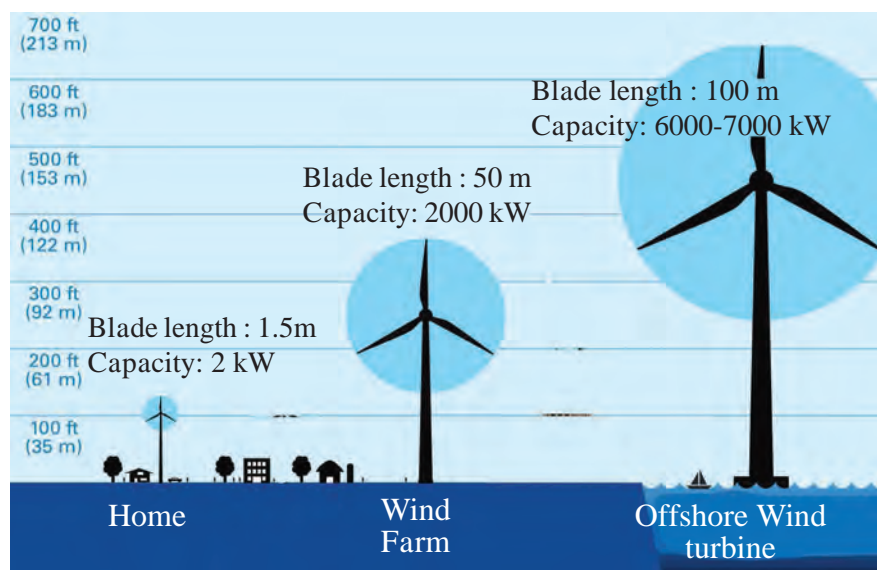 700 ft
(213 m)
600 ft
(183 m)
500 ft
(153 m)
400 ft
(122 m)
300 ft
(92 m)
200 ft
(61 m)
100 ft
(35 m)
Blade length : 100 m
Capacity: 6000-7000 kW
Blade length : 50 m
Capacity: 2000 kW
Blade length : 1.5m
Capacity: 2 kW
Home
Wind
Farm
Offshore Wind
turbine